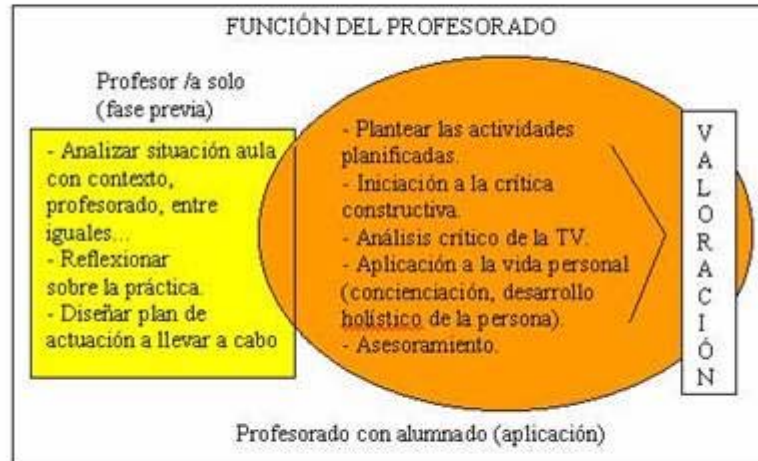 FUNCIÓN DEL PROFESORADO
Profesor /a solo
(fase previa)
- Analizar situación aula
con contexto,
profesorado, entre
iguales...
- Reflexionar
sobre la práctica.
- Diseñar plan de
actuación a llevar a cabo
- Plantear las actividades
planificadas.
- Iniciación a la crítica
constructiva.
- Análisis crítico de la TV.
- Aplicación a la vida personal
(concienciación, desarrollo
holístico de la persona).
- Asesoramiento.
VALORACIÓN
Profesorado con alumnado (aplicación)